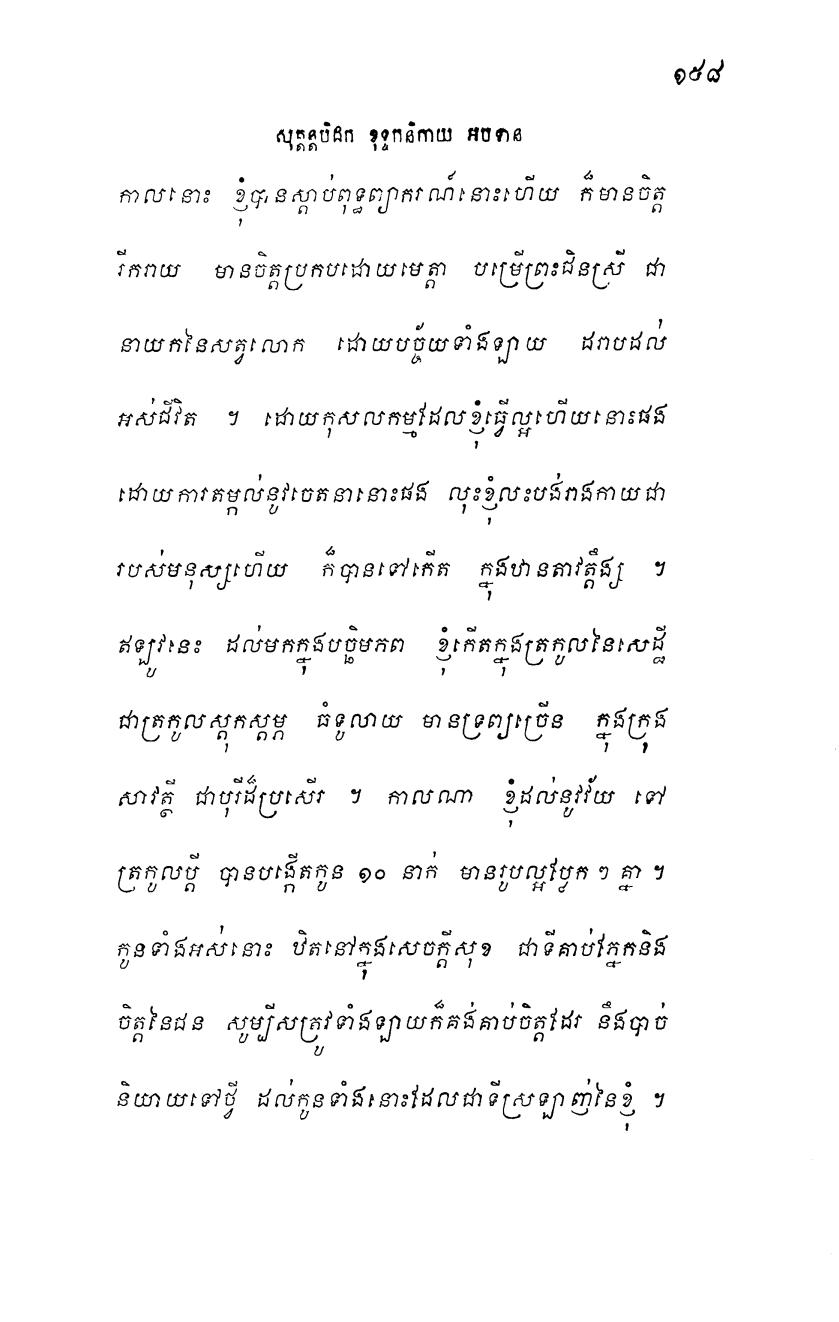 ១៥៨
សុត្តន្តបិដក ខុទ្ទកនិកាយ អបទាន
កាលនោះ ខ្ញុំបានស្តាប់ពុទ្ធព្យាករណ៍នោះហើយ ក៏មានចិត្ត
រីករាយ មានចិត្តប្រកបដោយមេត្តា បម្រើព្រះជិនស្រី ជា
នាយកនៃសត្វលោក ដោយបច្ច័យទាំងឡាយ ដរាបដល់
អស់ជីវិត ។ ដោយកុសលកម្មដែលខ្ញុំធ្វើល្អហើយនោះផង
ដោយការតម្កល់នូវចេតនានោះផង លុះខ្ញុំលះបង់រាងកាយជា
របស់មនុស្សហើយ ក៏បានទៅកើត ក្នុងឋានតាវត្តឹង្ស ។
ឥឡូវនេះ ដល់មកក្នុងបច្ឆិមភព ខ្ញុំកើតក្នុងត្រកូលនៃសេដ្ឋី
ជាត្រកូលស្តុកស្តម្ភ ធំទូលាយ មានទ្រព្យច្រើន ក្នុងក្រុង
សាវត្ថី ជាបុរីដ៏ប្រសើរ ។ កាលណា ខ្ញុំដល់នូវវ័យ ទៅ
ត្រកូលប្តី បានបង្កើតកូន ១០ នាក់ មានរូបល្អប្លែក ៗ គ្នា ។
កូនទាំងអស់នោះ ឋិតនៅក្នុងសេចក្តីសុខ ជាទីគាប់ភ្នែកនិង
ចិត្តនៃជន សូម្បីសត្រូវទាំងឡាយក៏គង់គាប់ចិត្តដែរ នឹងបាច់
និយាយទៅថ្វី ដល់កូនទាំងនោះដែលជាទីស្រឡាញ់នៃខ្ញុំ ។